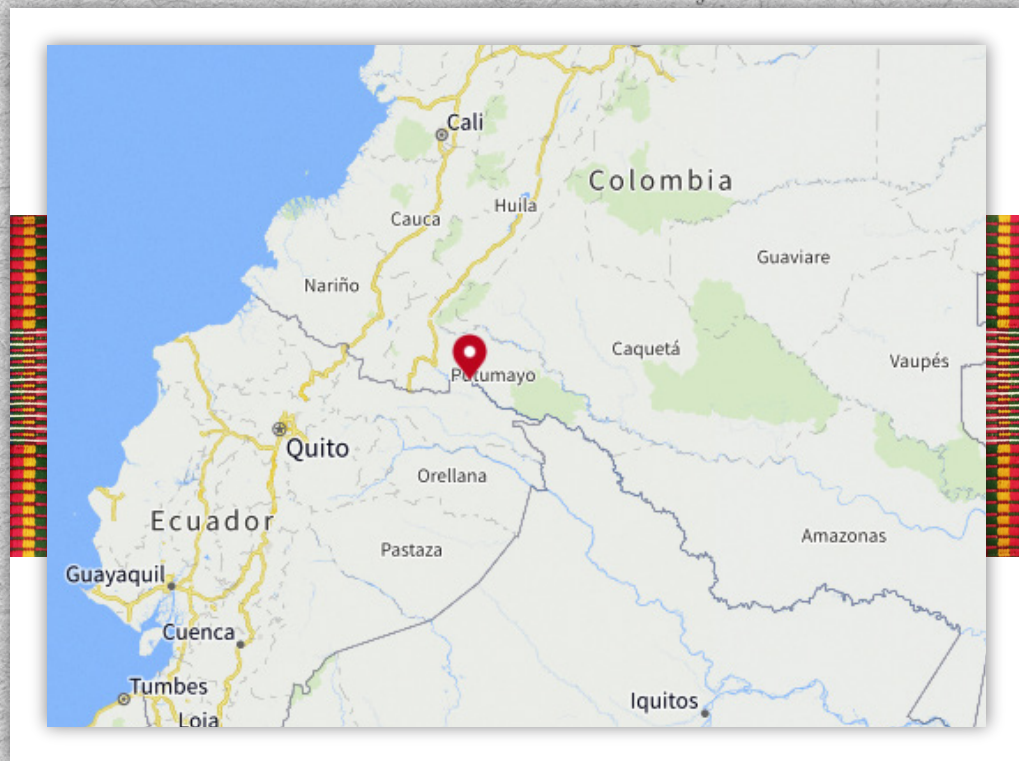 Cali
Colombia
Cauca
Huila
Guaviare
Nariño
Caquetá
Vaupés
Putumayo
Quito
Orellana
Ecuador
Amazonas
Pastaza
Guayaquil
Cuenca
Tumbes
Iquitos
Loja